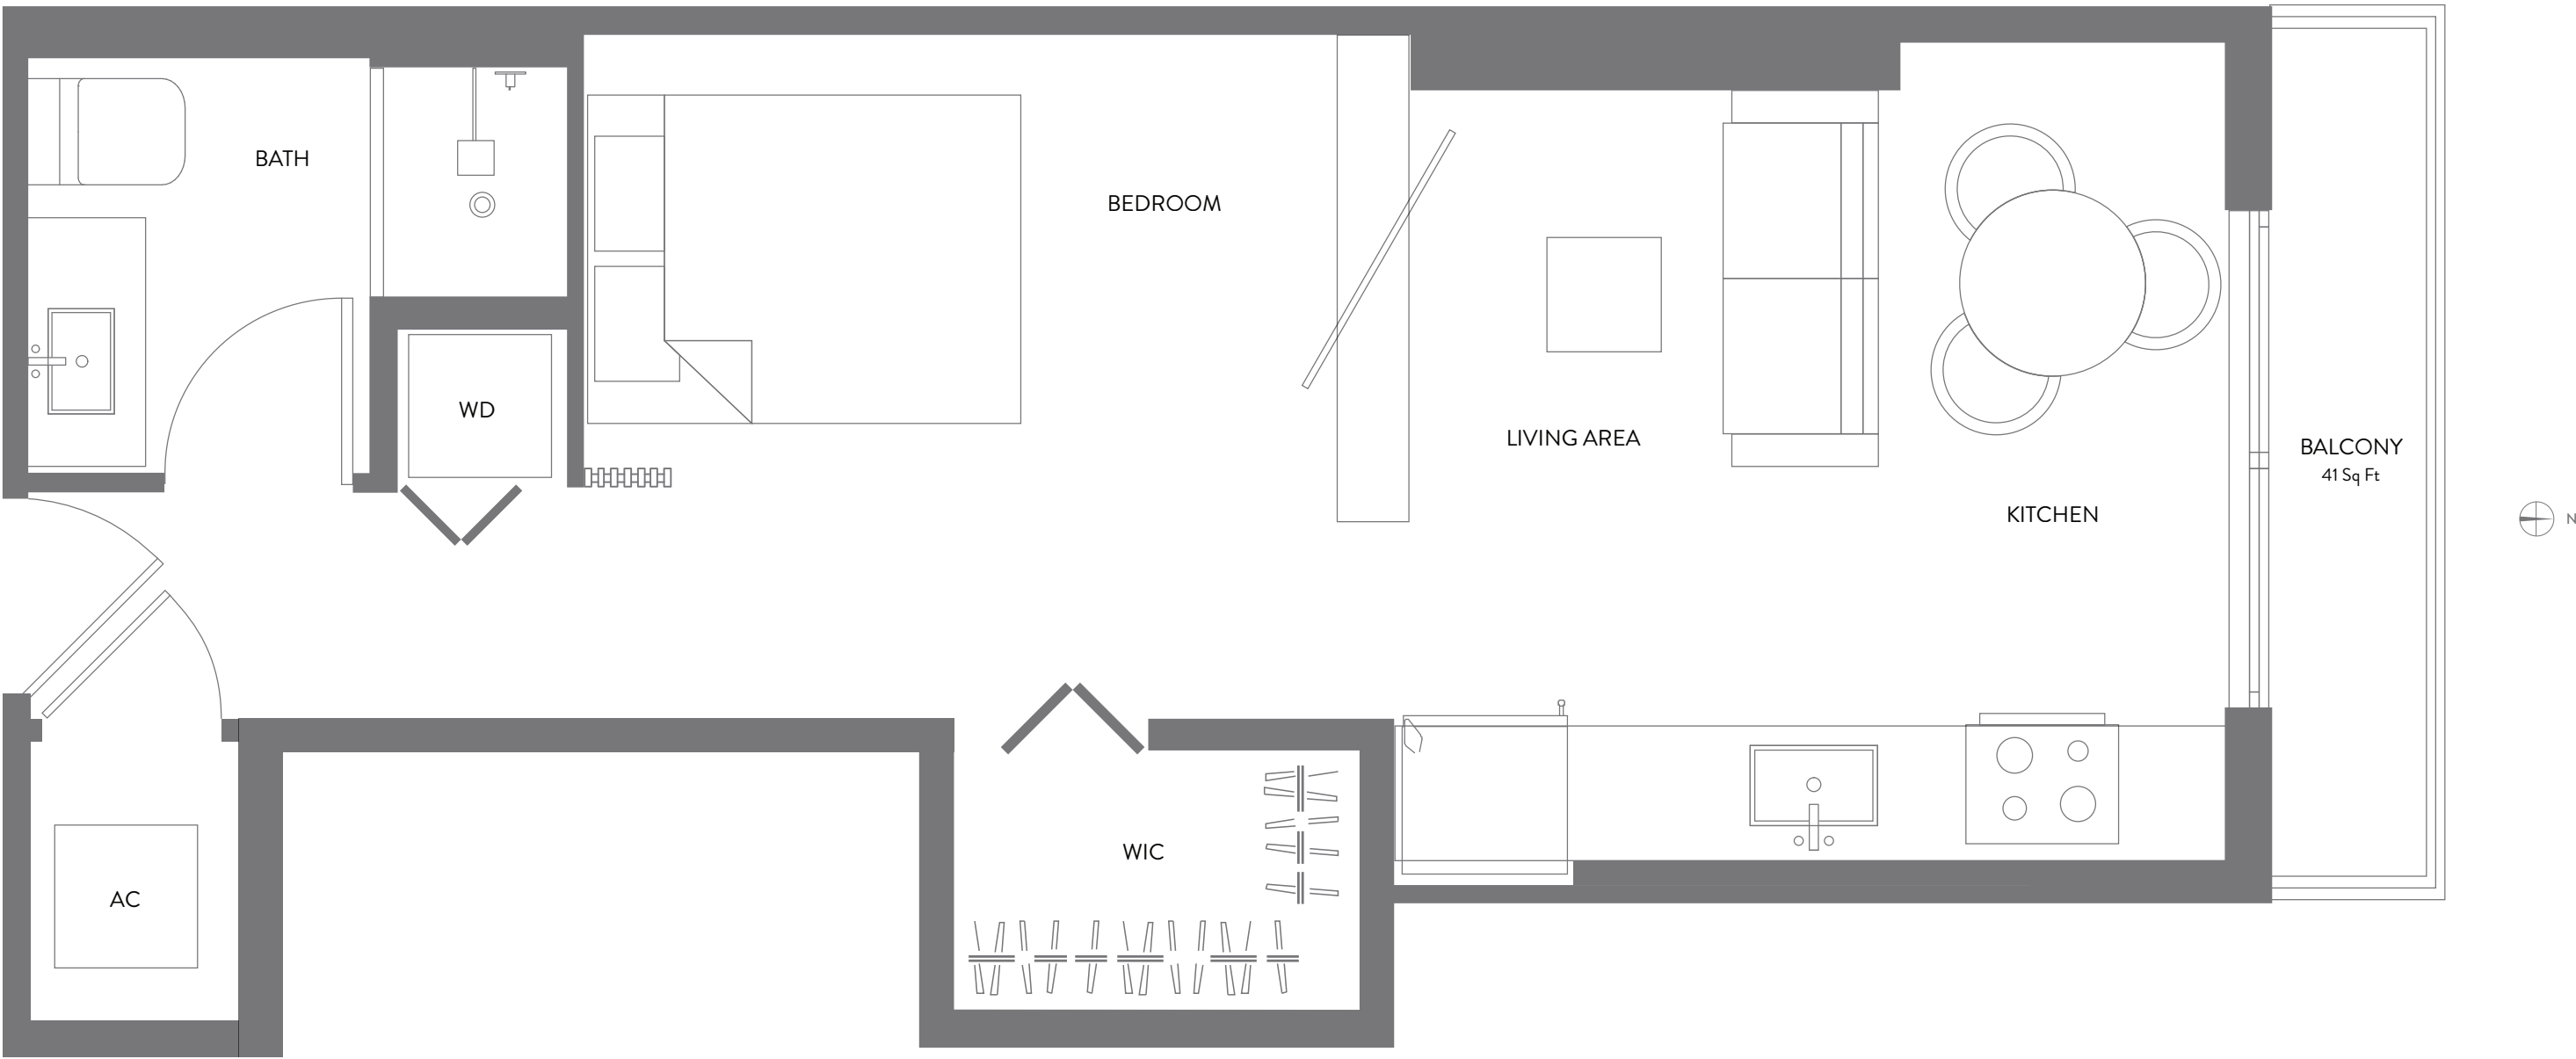 BATH
BEDROOM
WD
LIVING AREA
KITCHEN
BALCONY
41 Sq Ft
N
WIC
AC